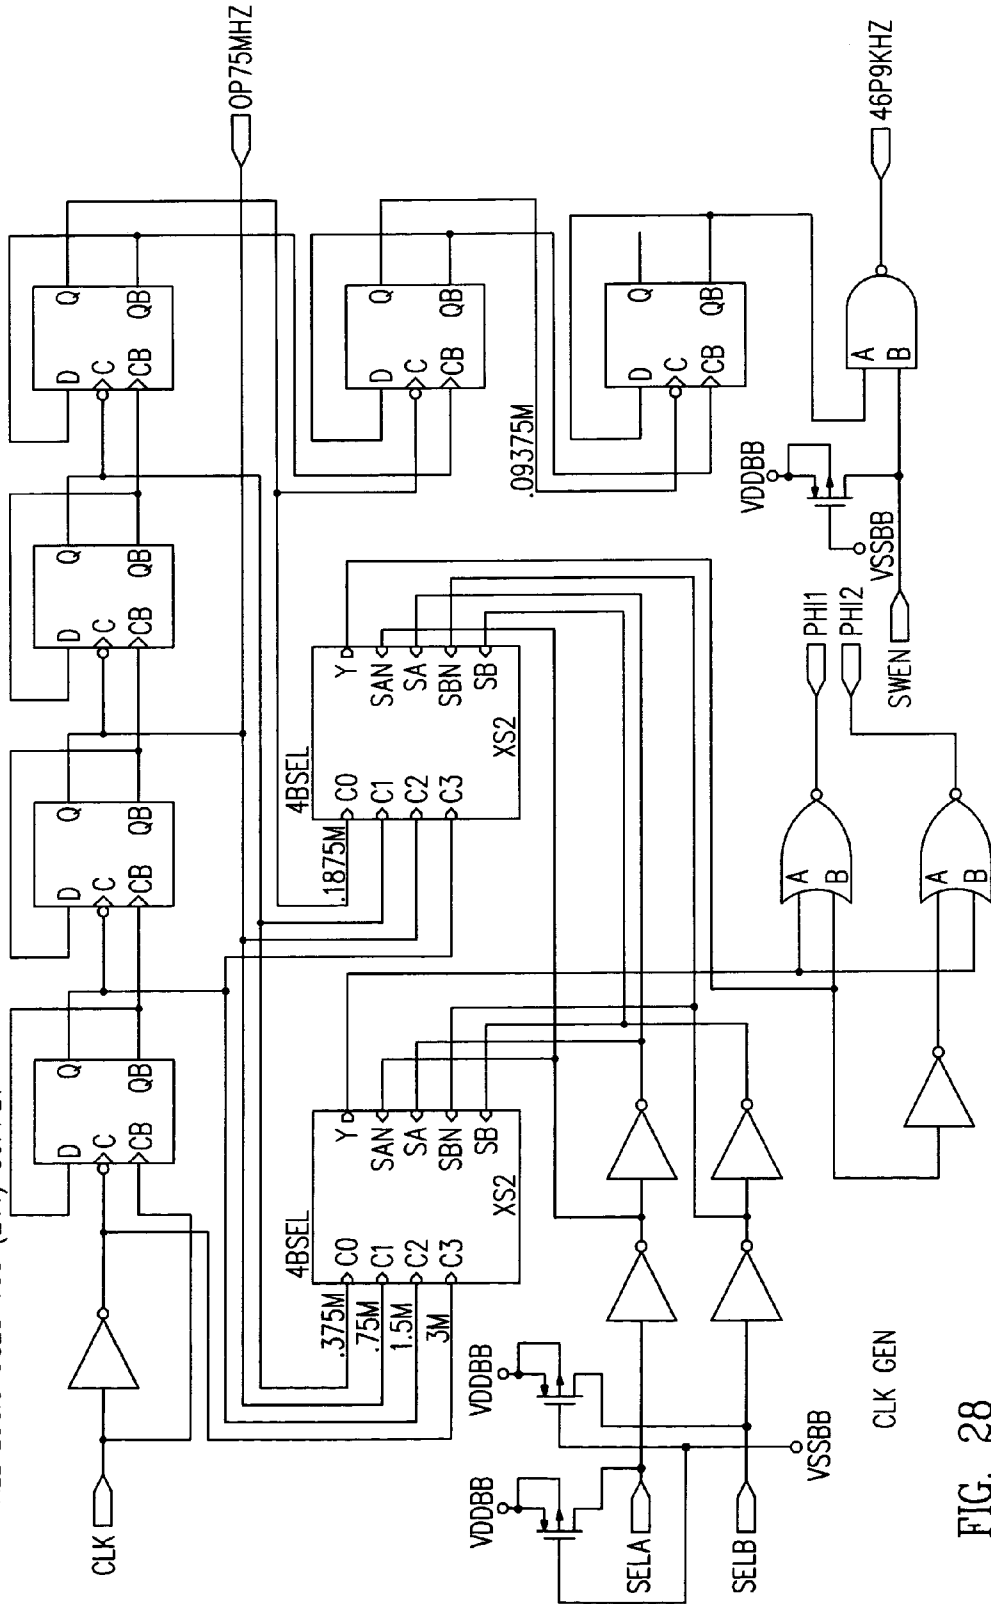 CLK
D
C
CB
Q
QB
D
C
CB
Q
QB
D
C
CB
Q
QB
D
C
CB
Q
QB
0P75MHZ
D
C
CB
Q
QB
.09375M
D
C
CB
Q
QB
4BSEL
.375M
.75M
1.5M
3M
C0
C1
C2
C3
Y
SAN
SA
SBN
SB
XS2
4BSEL
.1875M
C0
C1
C2
C3
Y
SAN
SA
SBN
SB
XS2
VDDBB
VDDBB
SELA
SELB
VSSBB
A
B
PHI1
A
B
PHI2
VDDBB
VSSBB
SWEN
A
B
46P9KHZ
CLK GEN
FIG. 28